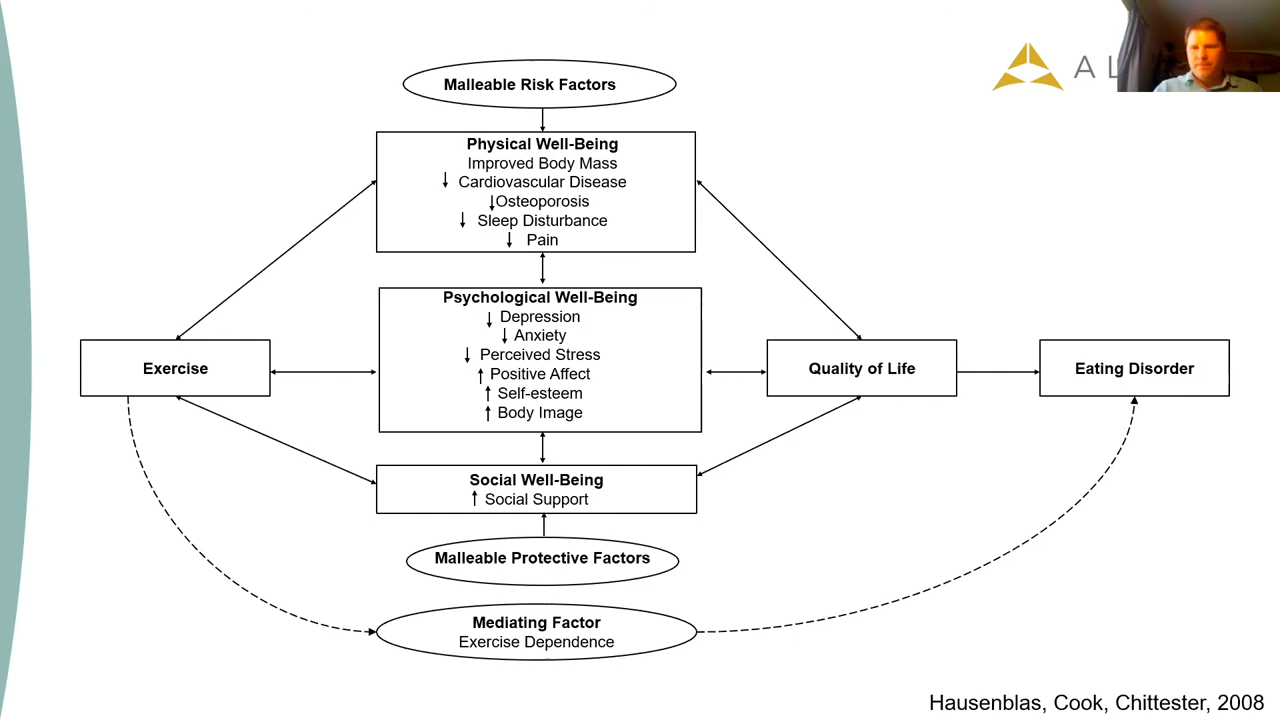 Malleable Risk Factors
Physical Well-Being
Improved Body Mass
↓ Cardiovascular Disease
↓Osteoporosis
↓ Sleep Disturbance
↓ Pain
Psychological Well-Being
↓ Depression
↓ Anxiety
↓ Perceived Stress
↑ Positive Affect
↑ Self-esteem
↑ Body Image
Exercise
Quality of Life
Eating Disorder
Social Well-Being
↑ Social Support
Malleable Protective Factors
Mediating Factor
Exercise Dependence
Hausenblas, Cook, Chittester, 2008